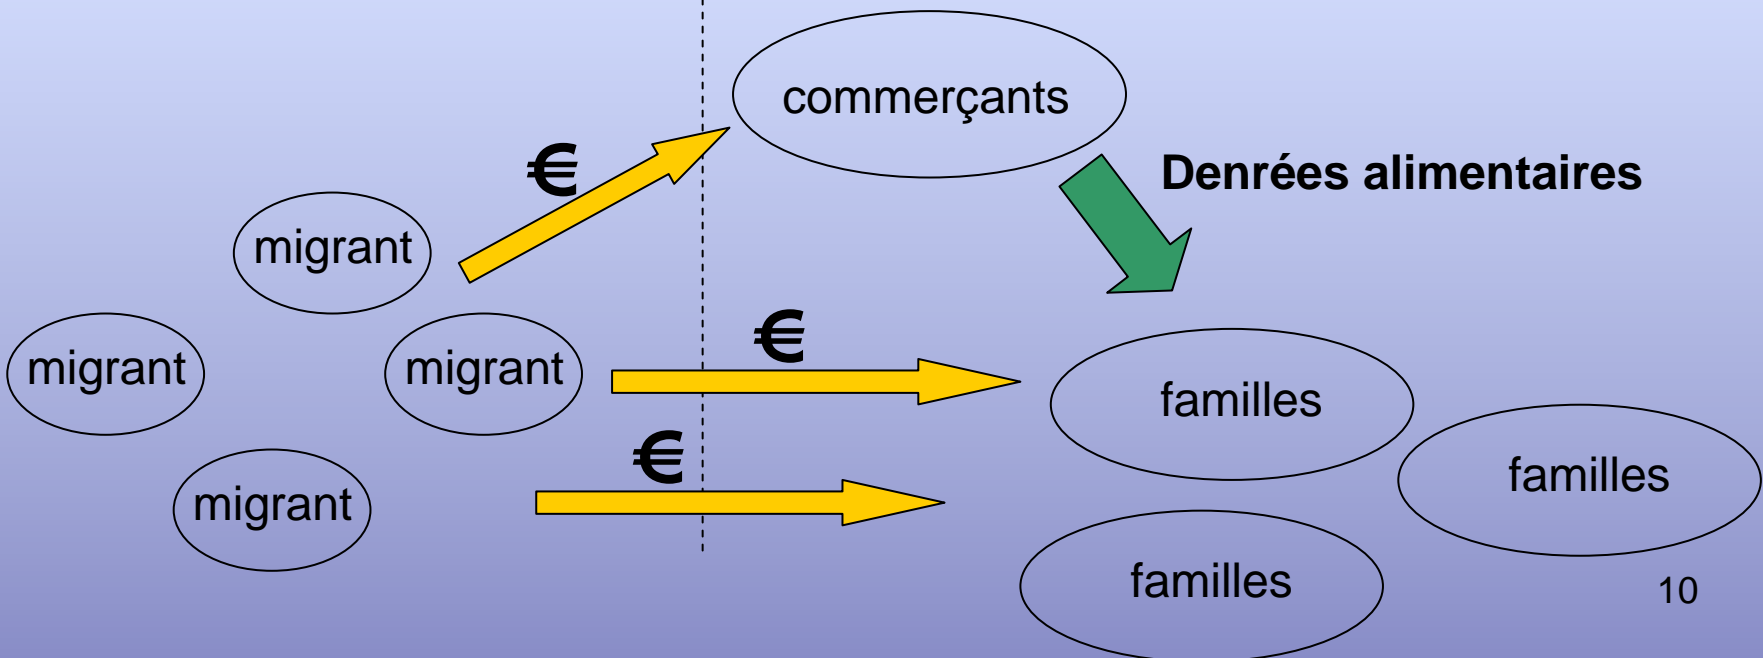 commerçants
€
Denrées alimentaires
migrant
€
migrant
migrant
familles
€
familles
migrant
familles
10